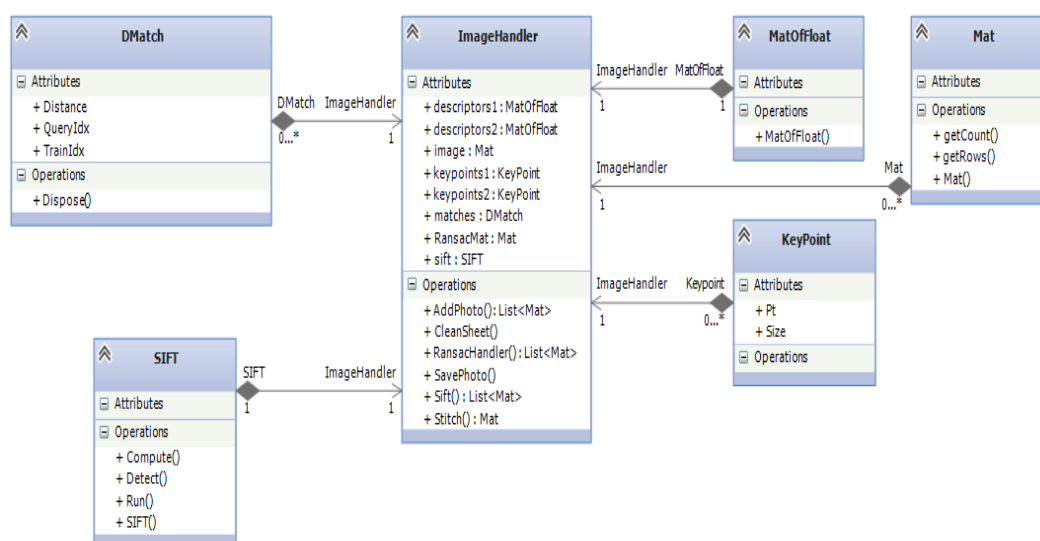 DMatch
Attributes
+ Distance
+ QueryIdx
+ TrainIdx
Operations
+ Dispose()
DMatch ImageHandler
0...* 1
ImageHandler
Attributes
+ descriptors1 : MatOfFloat
+ descriptors2 : MatOfFloat
+ image : Mat
+ keypoints1 : KeyPoint
+ keypoints2 : KeyPoint
+ matches : DMatch
+ RansacMat : Mat
+ sift : SIFT
Operations
+ AddPhoto() : List<Mat>
+ CleanSheet()
+ RansacHandler() : List<Mat>
+ SavePhoto()
+ Sift() : List<Mat>
+ Stitch() : Mat
ImageHandler MatOfFloat
1 1
MatOfFloat
Attributes
Operations
+ MatOfFloat()
Mat
Attributes
Operations
+ getCount()
+ getRows()
+ Mat()
ImageHandler Mat
1 0...*
ImageHandler Keypoint
1 0...*
KeyPoint
Attributes
+ Pt
+ Size
Operations
SIFT
Attributes
Operations
+ Compute()
+ Detect()
+ Run()
+ SIFT()
SIFT ImageHandler
1 1